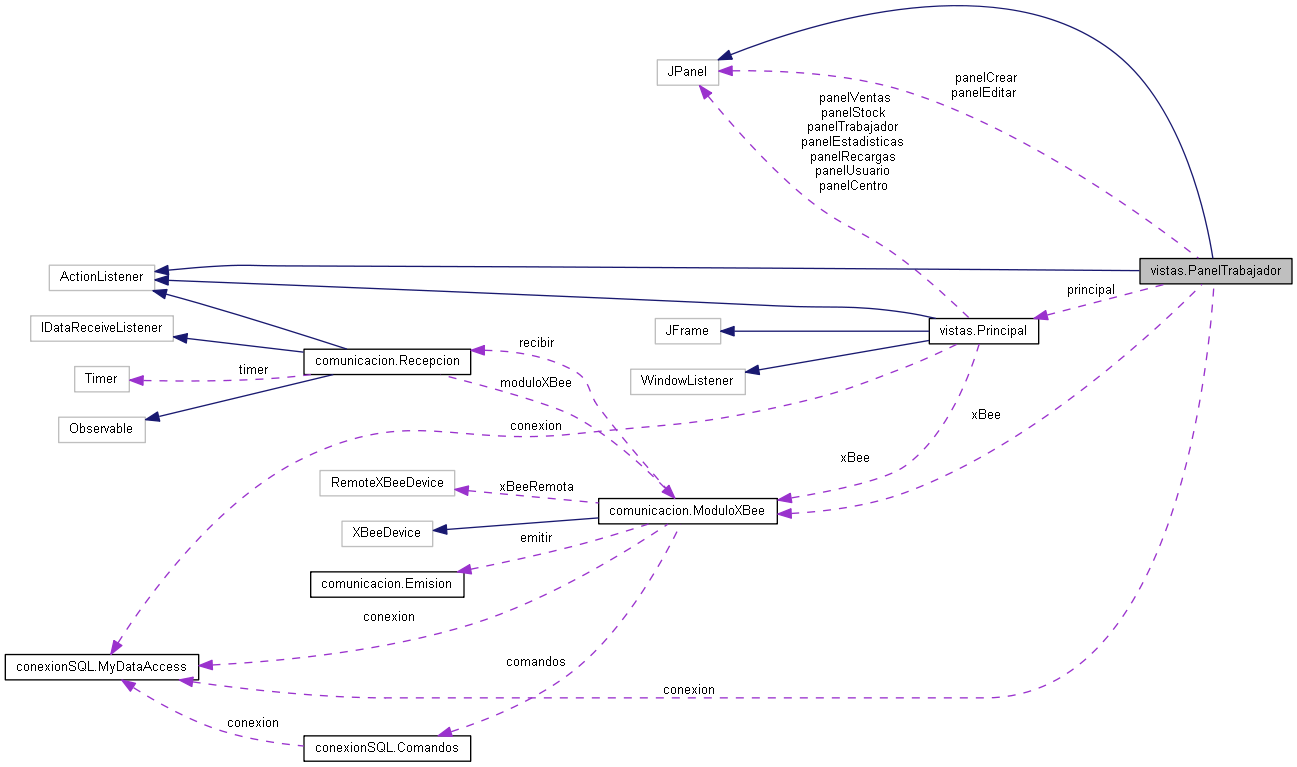 JPanel
panelCrear
panelEditar
panelVentas
panelStock
panelTrabajador
panelEstadisticas
panelRecargas
panelUsuario
panelCentro
vistas.PanelTrabajador
ActionListener
principal
IDataReceiveListener
JFrame
vistas.Principal
recibir
comunicacion.Recepcion
timer
Timer
WindowListener
moduloXBee
xBee
Observable
conexion
xBee
RemoteXBeeDevice
xBeeRemota
comunicacion.ModuloXBee
XBeeDevice
emitir
comunicacion.Emision
conexion
comandos
conexionSQL.MyDataAccess
conexion
conexion
conexionSQL.Comandos